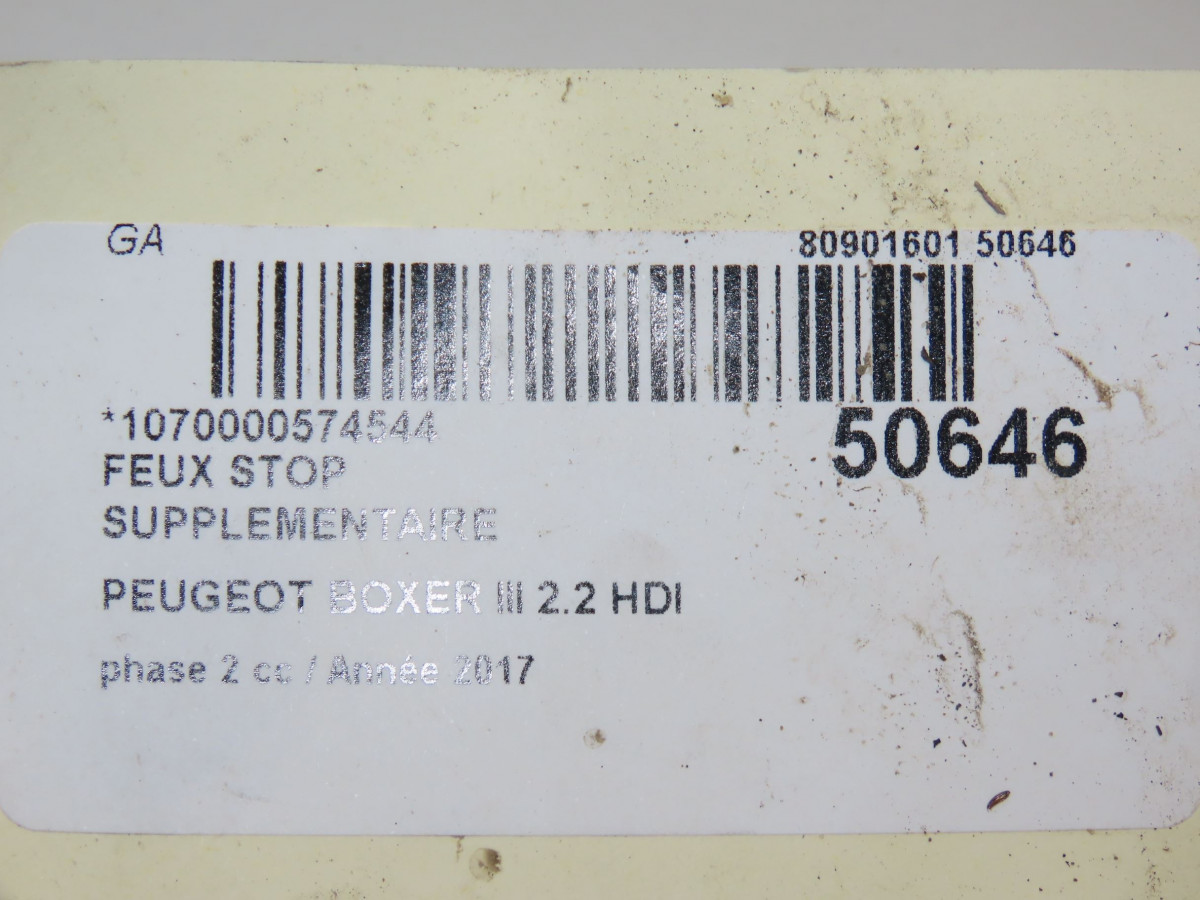 GA
80901601 50646
*1070000574544
50646
FEUX STOP
SUPPLEMENTAIRE
PEUGEOT BOXER III 2.2 HDI
phase 2 cc / Année 2017